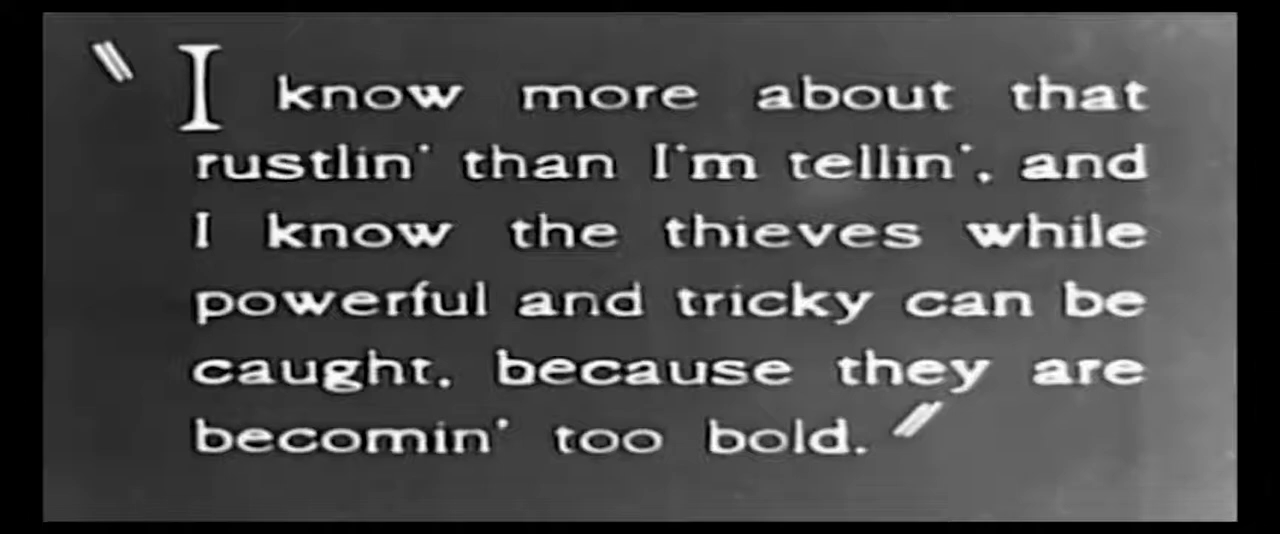 "I know more about that
rustlin' than I'm tellin', and
I know the thieves while
powerful and tricky can be
caught, because they are
becomin' too bold."